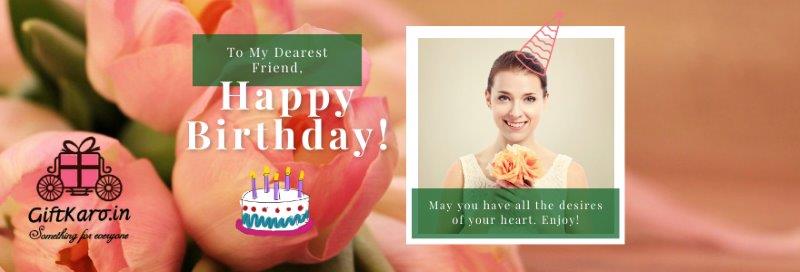 To My Dearest
Friend,
Happy
Birthday!
GiftKaro.in
Something for everyone
May you have all the desires
of your heart. Enjoy!